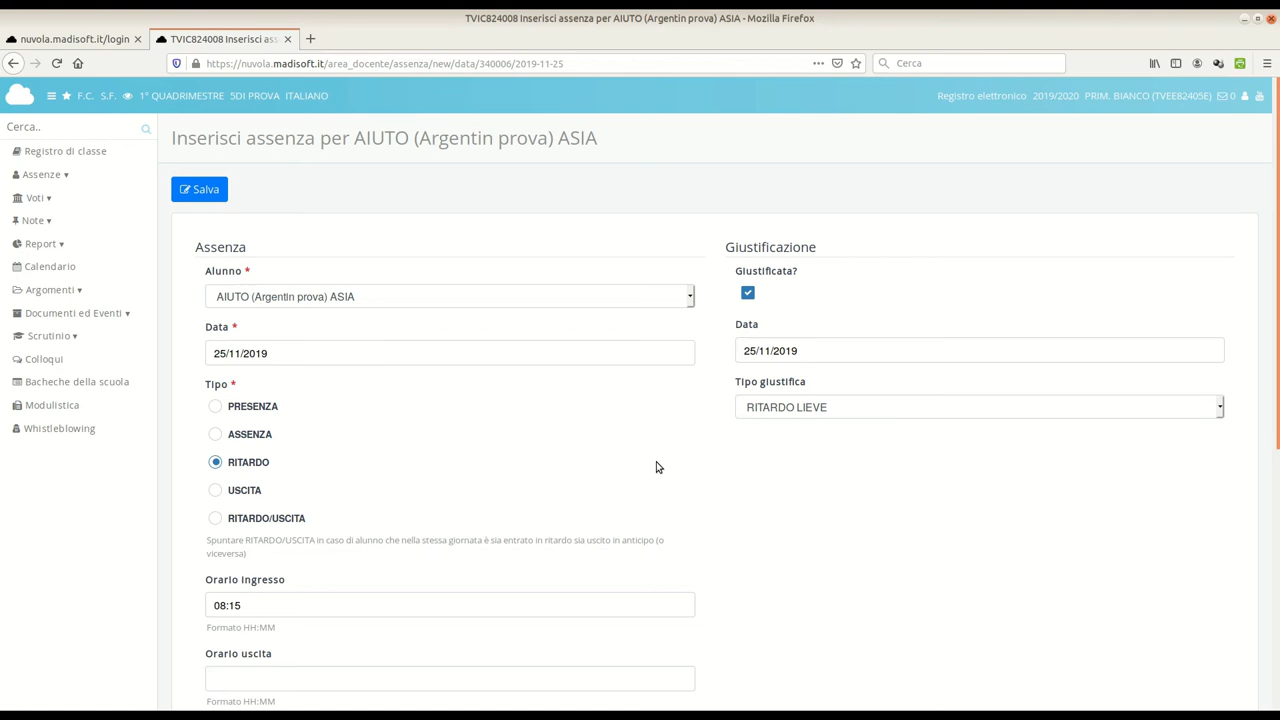 TVIC824008 Inserisci assenza per AIUTO (Argentin prova) ASIA - Mozilla Firefox
nuvola.madisoft.it/login
TVIC824008 Inserisci ass
https://nuvola.madisoft.it/area_docente/assenza/new/data/340006/2019-11-25
Cerca
F.C. S.F. 1° QUADRIMESTRE 5DI PROVA ITALIANO
Registro elettronico 2019/2020 PRIM. BIANCO (TVEE82405E) 0
Cerca..
Registro di classe
Assenze
Voti
Note
Report
Calendario
Argomenti
Documenti ed Eventi
Scrutinio
Colloqui
Bacheche della scuola
Modulistica
Whistleblowing
Inserisci assenza per AIUTO (Argentin prova) ASIA
Salva
Assenza
Alunno *
AIUTO (Argentin prova) ASIA
Data *
25/11/2019
Tipo *
PRESENZA
ASSENZA
RITARDO
USCITA
RITARDO/USCITA
Spuntare RITARDO/USCITA in caso di alunno che nella stessa giornata è sia entrato in ritardo sia uscito in anticipo (o
viceversa)
Orario ingresso
08:15
Formato HH:MM
Orario uscita
Formato HH:MM
Giustificazione
Giustificata?
Data
25/11/2019
Tipo giustifica
RITARDO LIEVE